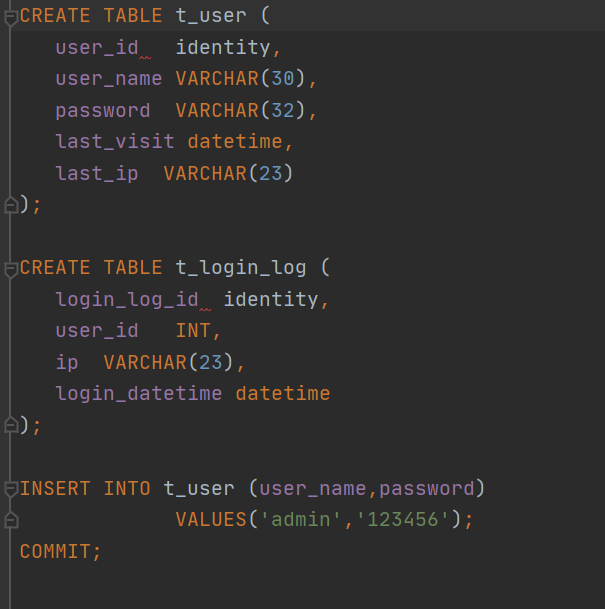 CREATE TABLE t_user (
   user_id   identity,
   user_name VARCHAR(30),
   password  VARCHAR(32),
   last_visit datetime,
   last_ip  VARCHAR(23)
);

CREATE TABLE t_login_log (
   login_log_id  identity,
   user_id   INT,
   ip  VARCHAR(23),
   login_datetime datetime
);

INSERT INTO t_user (user_name,password)
             VALUES('admin','123456');
COMMIT;